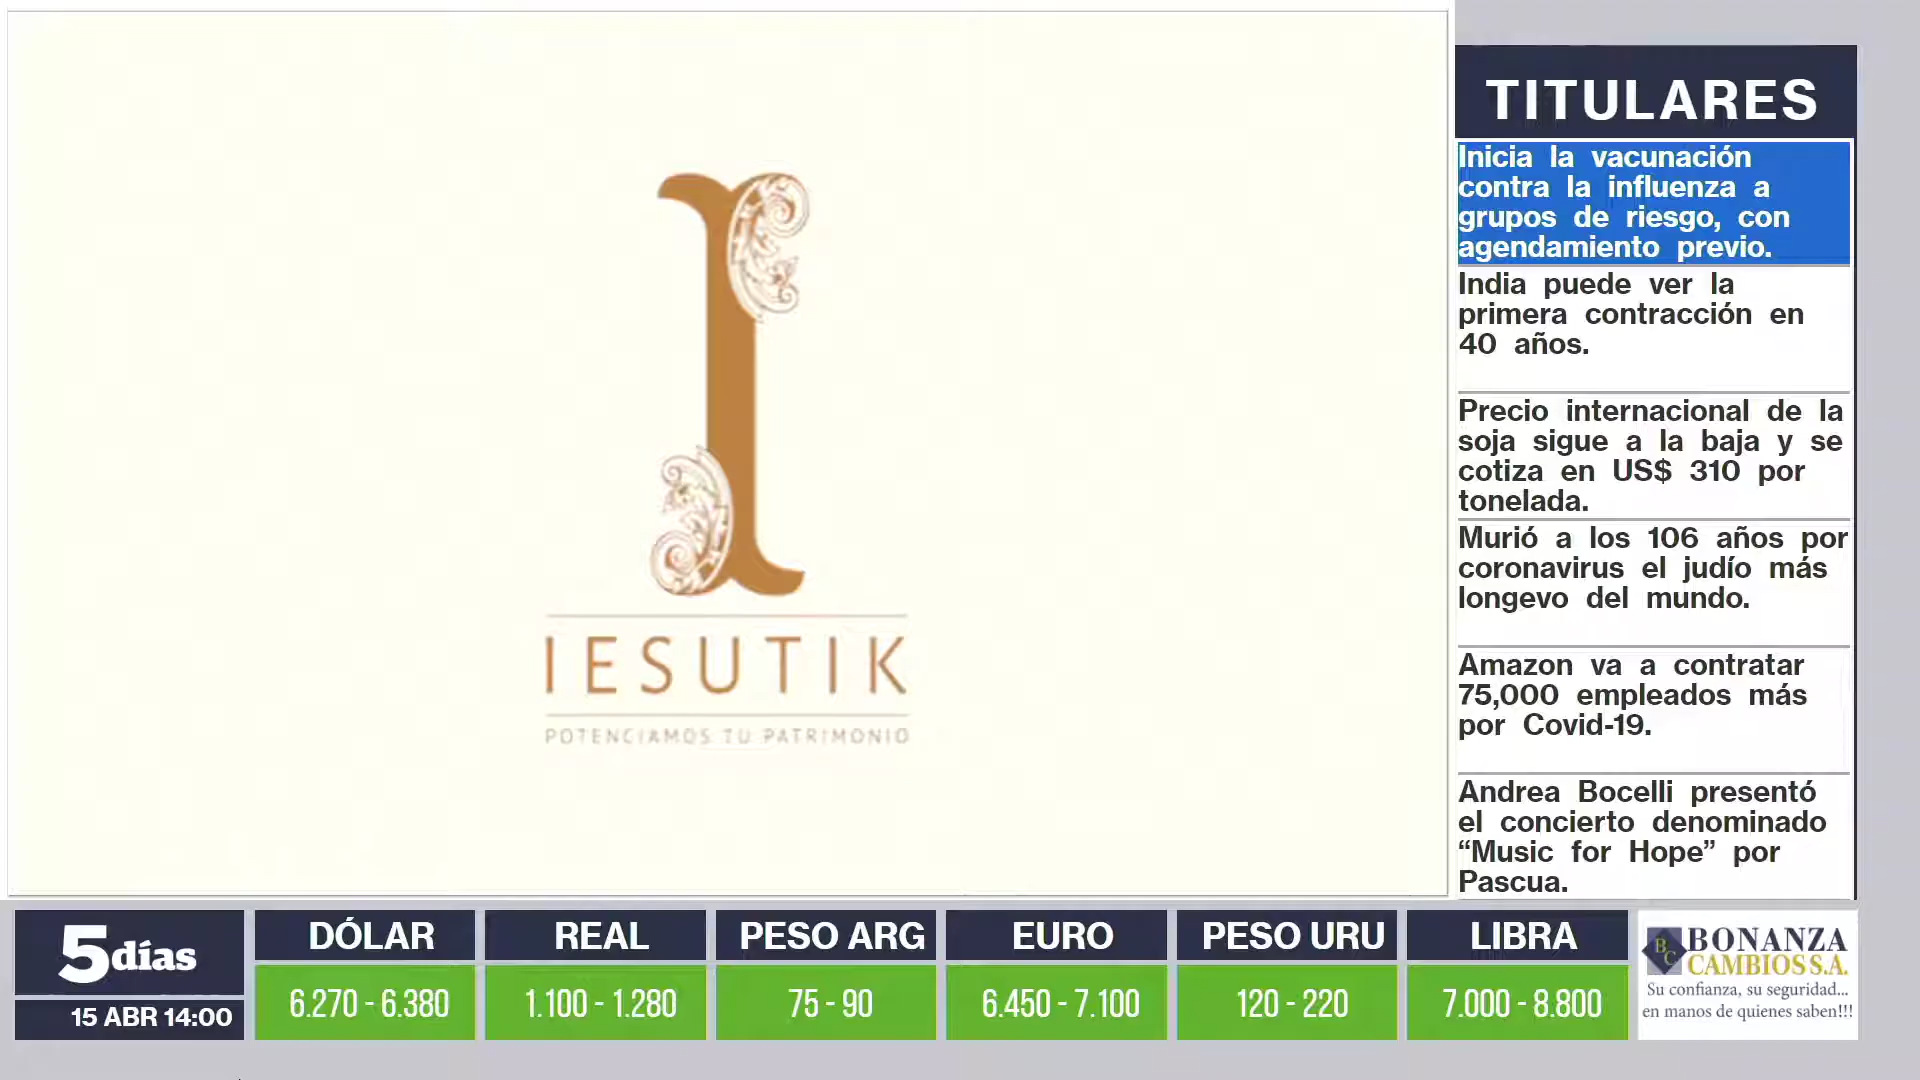 IESUTIK
POTENCIAMOS TU PATRIMONIO
TITULARES
Inicia la vacunación
contra la influenza a
grupos de riesgo, con
agendamiento previo.
India puede ver la
primera contracción en
40 años.
Precio internacional de la
soja sigue a la baja y se
cotiza en US$ 310 por
tonelada.
Murió a los 106 años por
coronavirus el judío más
longevo del mundo.
Amazon va a contratar
75,000 empleados más
por Covid-19.
Andrea Bocelli presentó
el concierto denominado
“Music for Hope” por
Pascua.
5días
15 ABR 14:00
DÓLAR
6.270 - 6.380
REAL
1.100 - 1.280
PESO ARG
75 - 90
EURO
6.450 - 7.100
PESO URU
120 - 220
LIBRA
7.000 - 8.800
BC
BONANZA
CAMBIOS S.A.
Su confianza, su seguridad...
en manos de quienes saben!!!